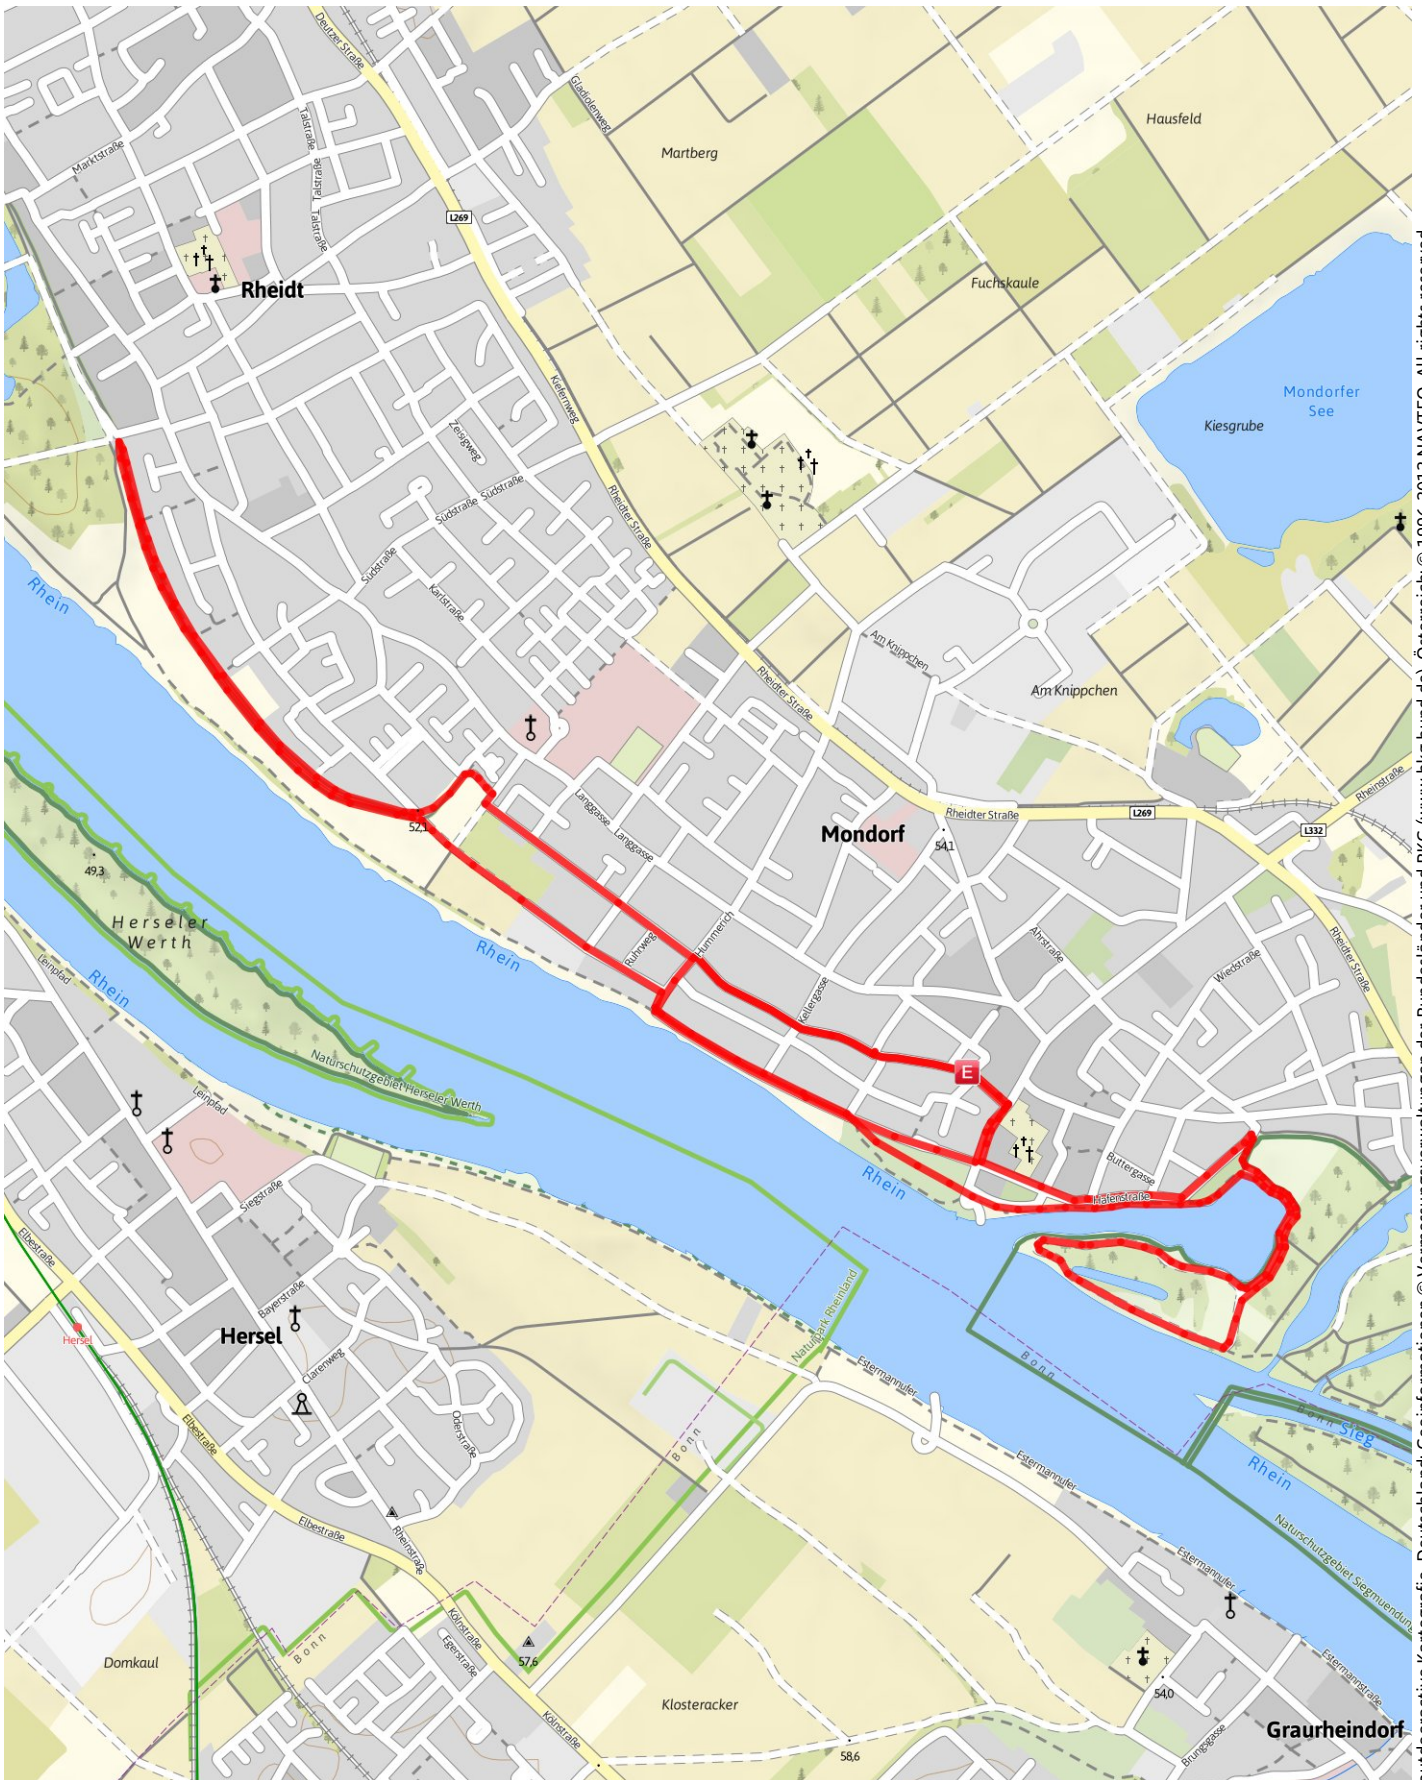 Deutzer Straße
Gladiolenweg
Hausfeld
Talstraße
Martberg
Marktstraße
Talstraße
Talstraße
L269
Rheidt
Fuchskaule
Mondorfer
See
Kiefernweg
Kiesgrube
Zeisigweg
Südstraße
Südstraße
Rheidter Straße
Südstraße
Rhein
Karlstraße
Am Knippchen
Rheidter Straße
Am Knippchen
Rheinstraße
Langgasse
Langgasse
L269
Rheidter Straße
L332
52,1
Mondorf
54,1
49,3
Herseler
Werth
Hummerich
Ruhrweg
Ahrstraße
Rhein
Wiedstraße
Rheidter Straße
Leinpfad
Rhein
Kellergasse
Naturschutzgebiet Herseler Werth
E
Leinpfad
Buttergasse
Rhein
Siegstraße
Hafenstraße
Elbestraße
Bayerstraße
Naturpark Rheinland
Hersel
Hersel
Clarenweg
Bonn
Estermannufer
Elbestraße
Oderstraße
Bonn
Bonn
Sieg
Rhein
Estermannufer
Rheinstraße
Elbestraße
Naturschutzgebiet Siegmuendung
Estermannufer
Kölnstraße
Bonn
Egerstraße
57,6
Domkaul
Estermannstraße
Klosteracker
54,0
Kölnstraße
Brungsgasse
Graurheindorf
58,6